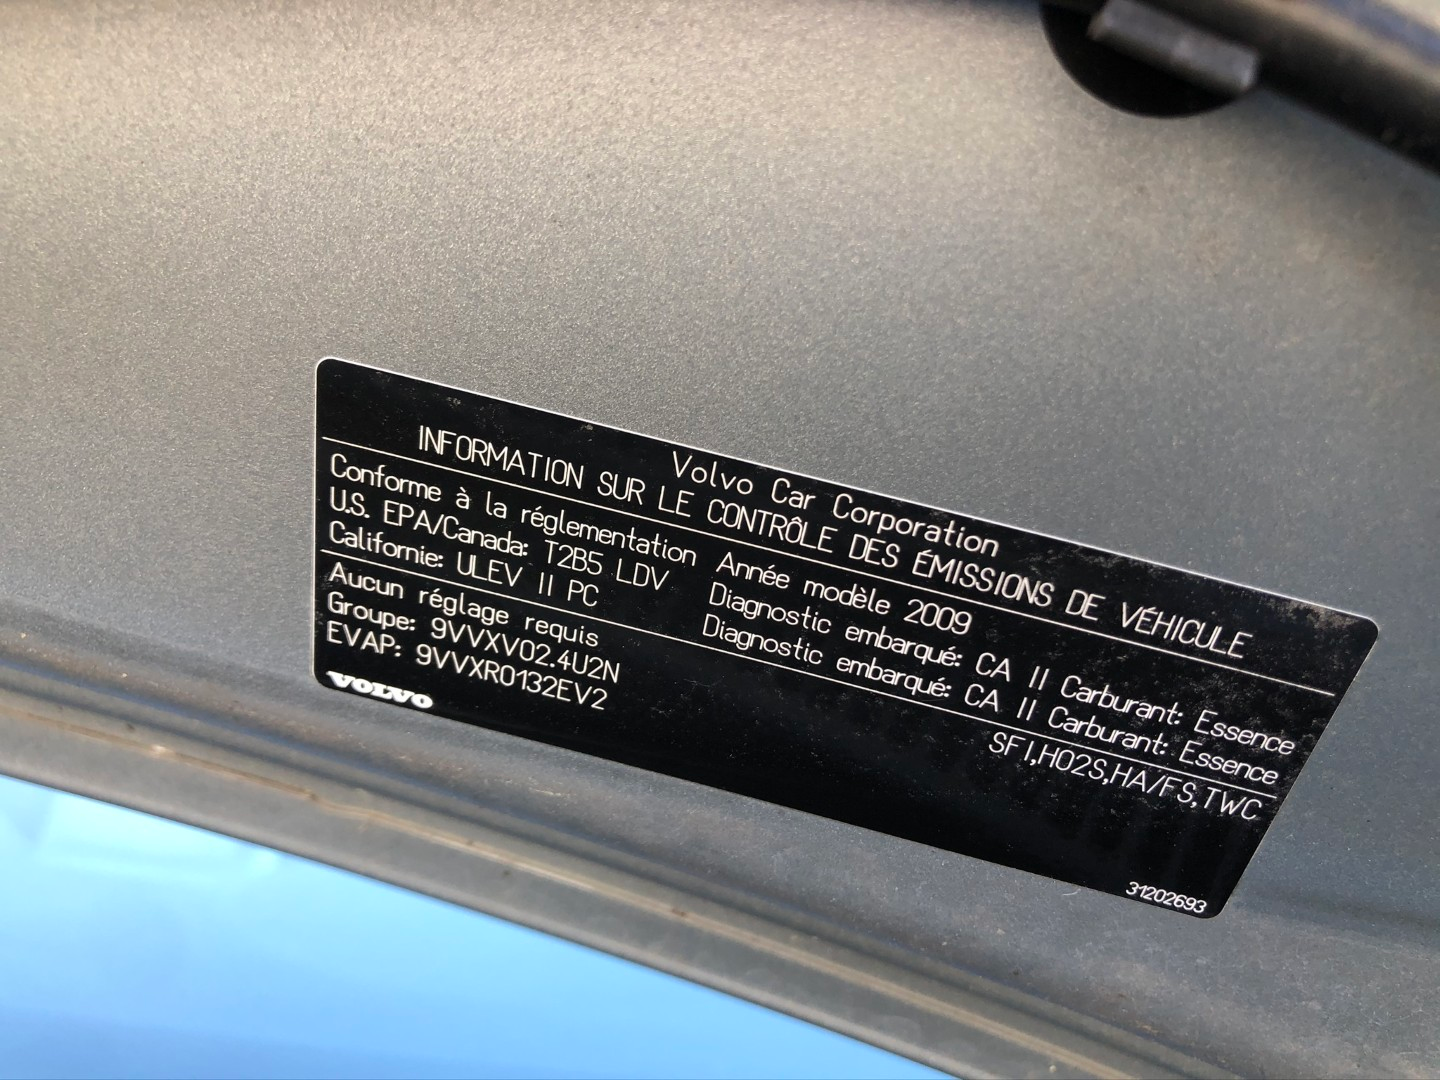 Volvo Car Corporation
INFORMATION SUR LE CONTRÔLE DES ÉMISSIONS DE VÉHICULE
Conforme à la réglementation Année modèle 2009
U.S. EPA/Canada: T2B5 LDV Diagnostic embarqué: CA II Carburant: Essence
Californie: ULEV II PC Diagnostic embarqué: CA II Carburant: Essence
Aucun réglage requis SFI,HO2S,HA/FS,TWC
Groupe: 9VVXV02.4U2N
EVAP: 9VVXR0132EV2
VOLVO
31202693